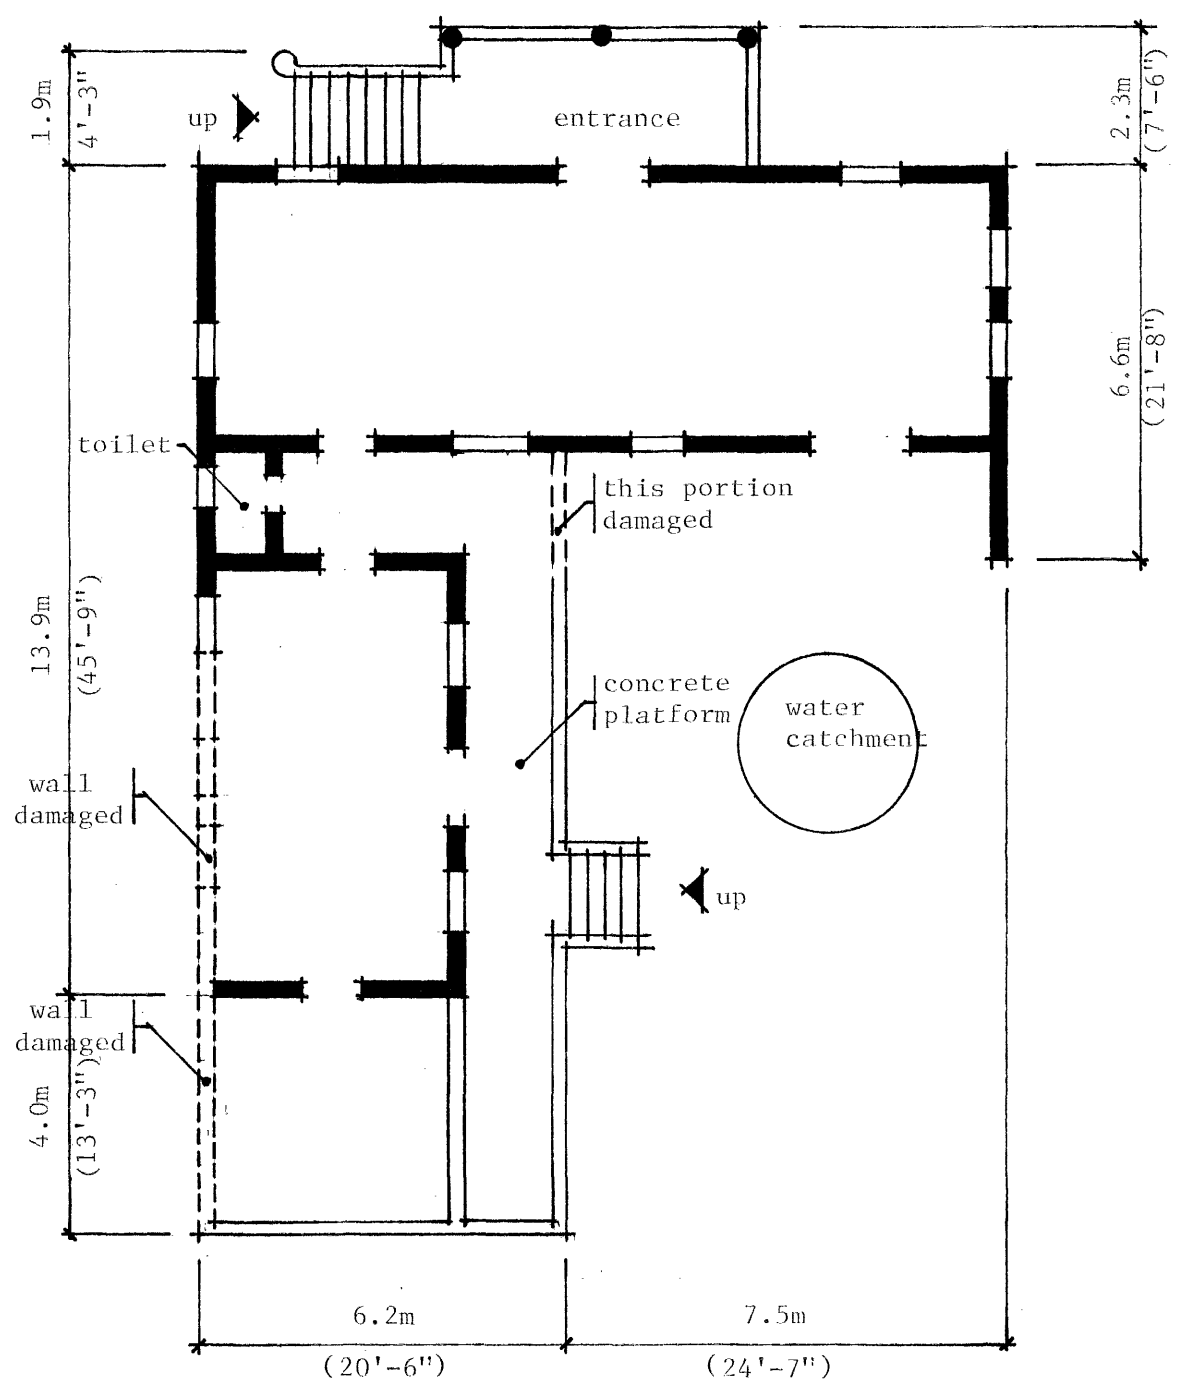 1.9m
4'-3"
up
entrance
2.3m
(7'-6")
6.6m
(21'-8")
toilet
this portion
damaged
13.9m
(45'-9")
concrete
platform
water
catchment
wall
damaged
up
wall
damaged
4.0m
(13'-3")
6.2m
(20'-6")
7.5m
(24'-7")